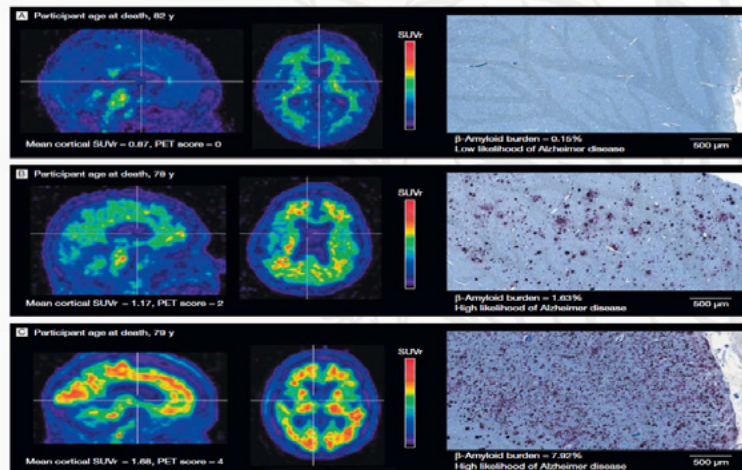 A Participant age at death, 82 y
SUVr
Mean cortical SUVr = 0.87, PET score = 0
β-Amyloid burden = 0.15%
Low likelihood of Alzheimer disease
500 μm
B Participant age at death, 78 y
SUVr
Mean cortical SUVr = 1.17, PET score = 2
β-Amyloid burden = 1.63%
High likelihood of Alzheimer disease
500 μm
C Participant age at death, 79 y
SUVr
Mean cortical SUVr = 1.68, PET score = 4
β-Amyloid burden = 7.92%
High likelihood of Alzheimer disease
500 μm